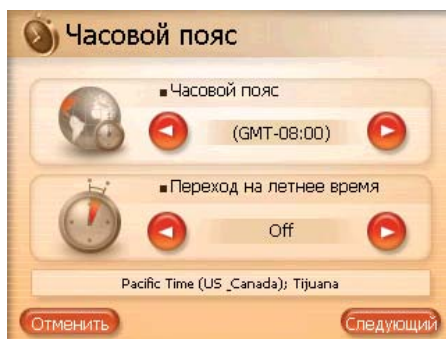 Часовой пояс
Часовой пояс
(GMT-08:00)
Переход на летнее время
Off
Pacific Time (US _Canada); Tijuana
Отменить
Следующий